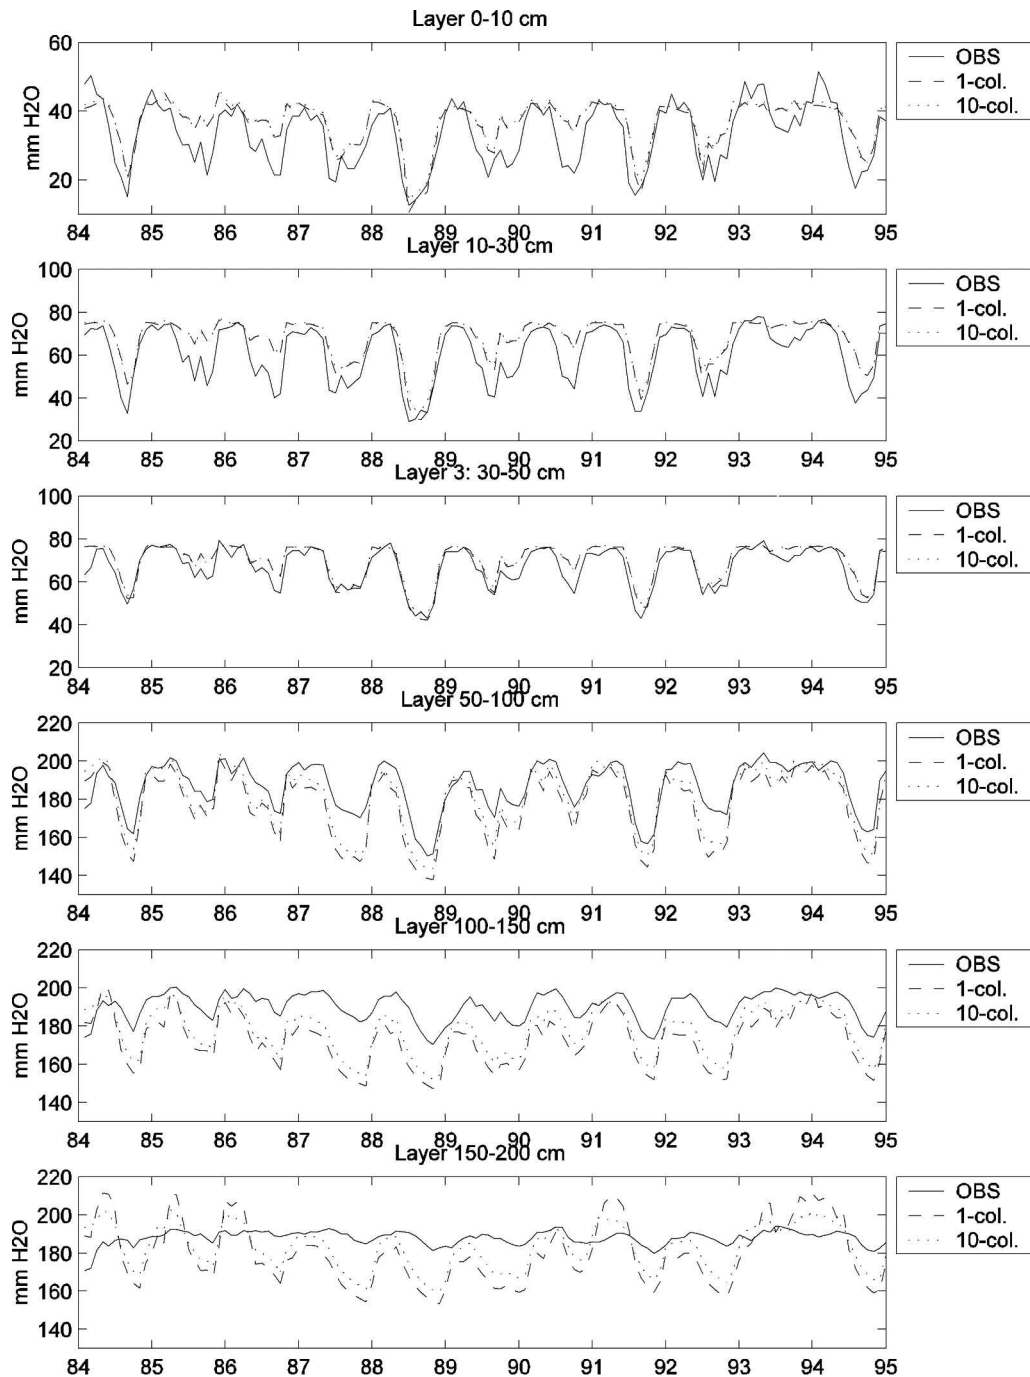 Layer 0-10 cm
60
40
20
mm H2O
84 85 86 87 88 89 90 91 92 93 94 95
OBS
1-col.
10-col.
Layer 10-30 cm
100
80
60
40
20
mm H2O
84 85 86 87 88 89 90 91 92 93 94 95
OBS
1-col.
10-col.
Layer 3: 30-50 cm
100
80
60
40
20
mm H2O
84 85 86 87 88 89 90 91 92 93 94 95
OBS
1-col.
10-col.
Layer 50-100 cm
220
200
180
160
140
mm H2O
84 85 86 87 88 89 90 91 92 93 94 95
OBS
1-col.
10-col.
Layer 100-150 cm
220
200
180
160
140
mm H2O
84 85 86 87 88 89 90 91 92 93 94 95
OBS
1-col.
10-col.
Layer 150-200 cm
220
200
180
160
140
mm H2O
84 85 86 87 88 89 90 91 92 93 94 95
OBS
1-col.
10-col.